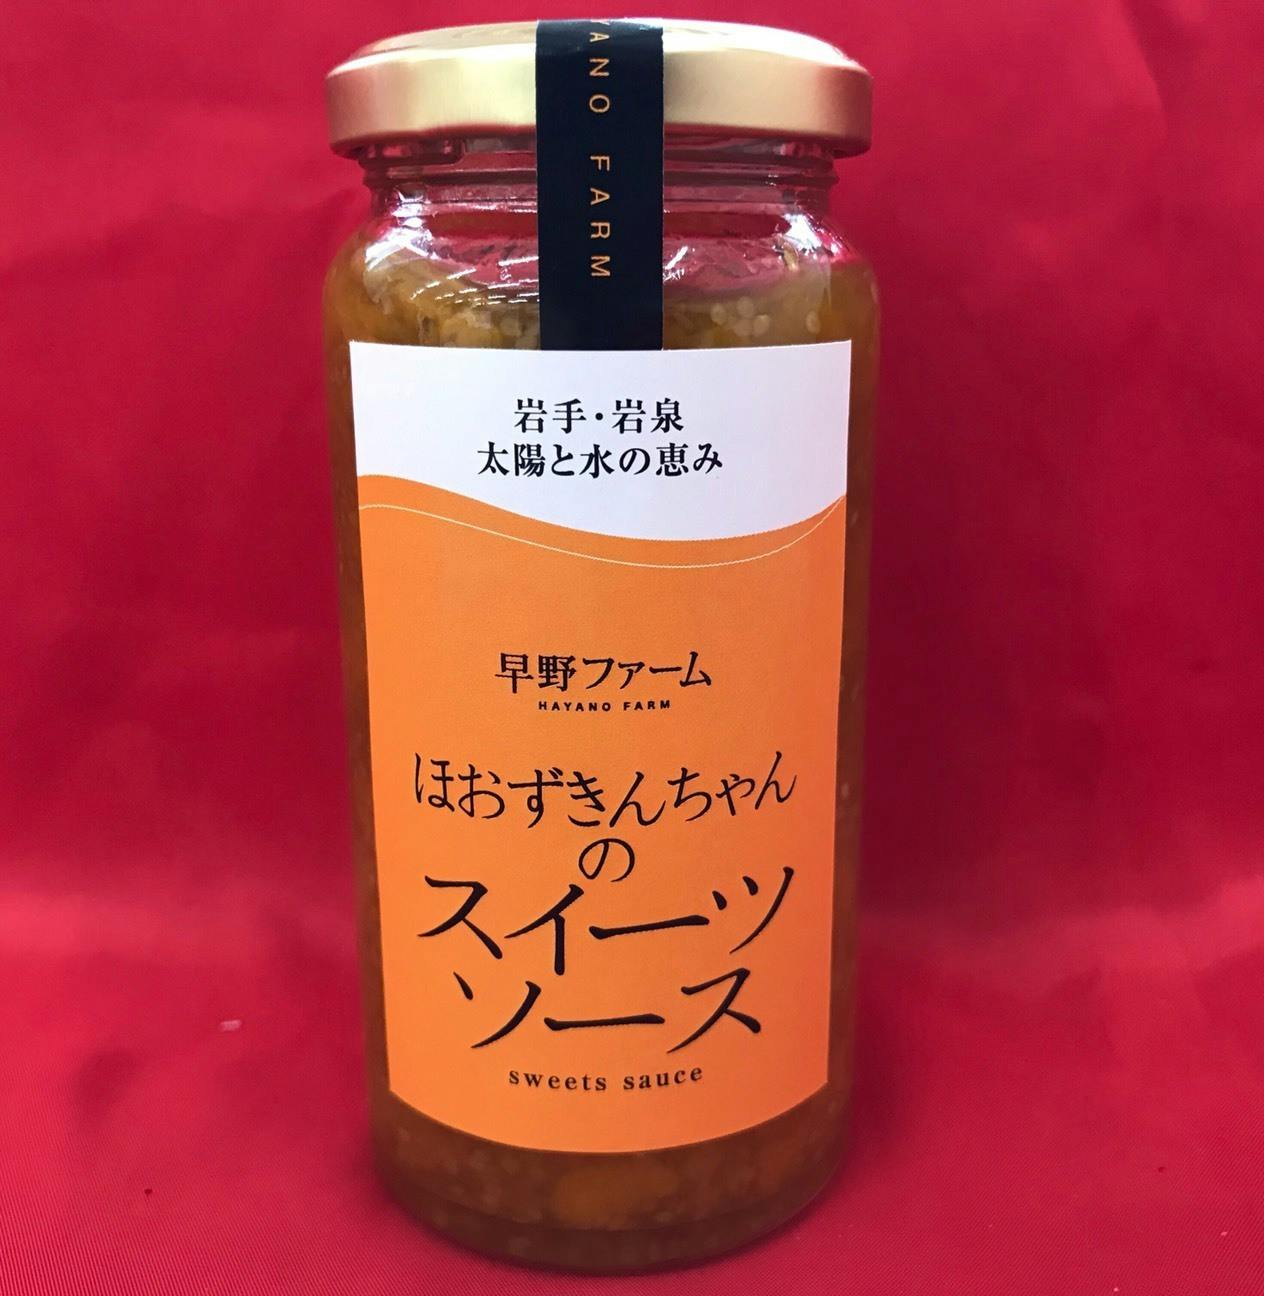 YANO FARM
岩手・岩泉
太陽と水の恵み
早野ファーム
HAYANO FARM
ほおずきんちゃん
の
スイーツ
ソース
sweets sauce